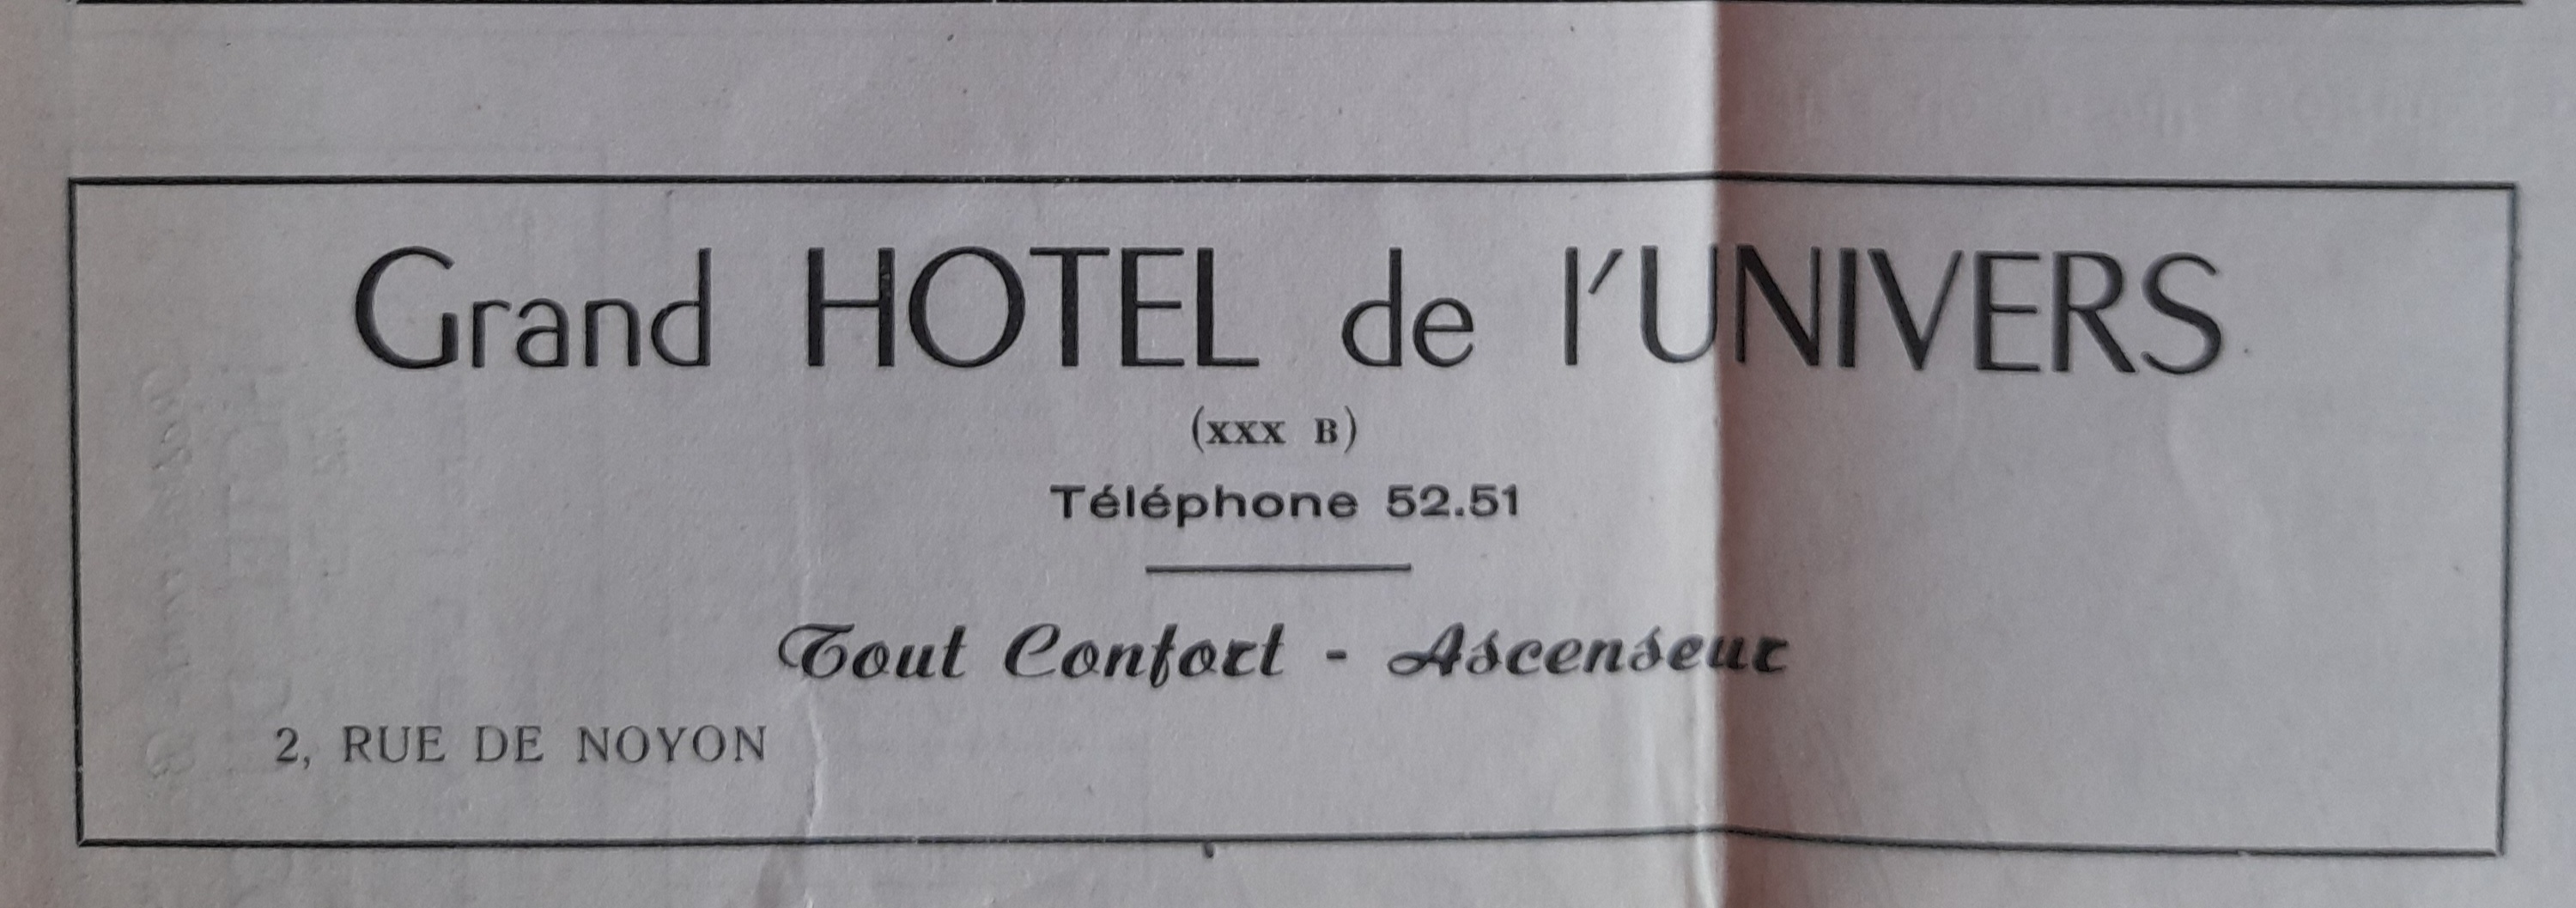 Grand HOTEL de l'UNIVERS
(XXX B)
Téléphone 52.51
Tout Confort - Ascenseur
2, RUE DE NOYON